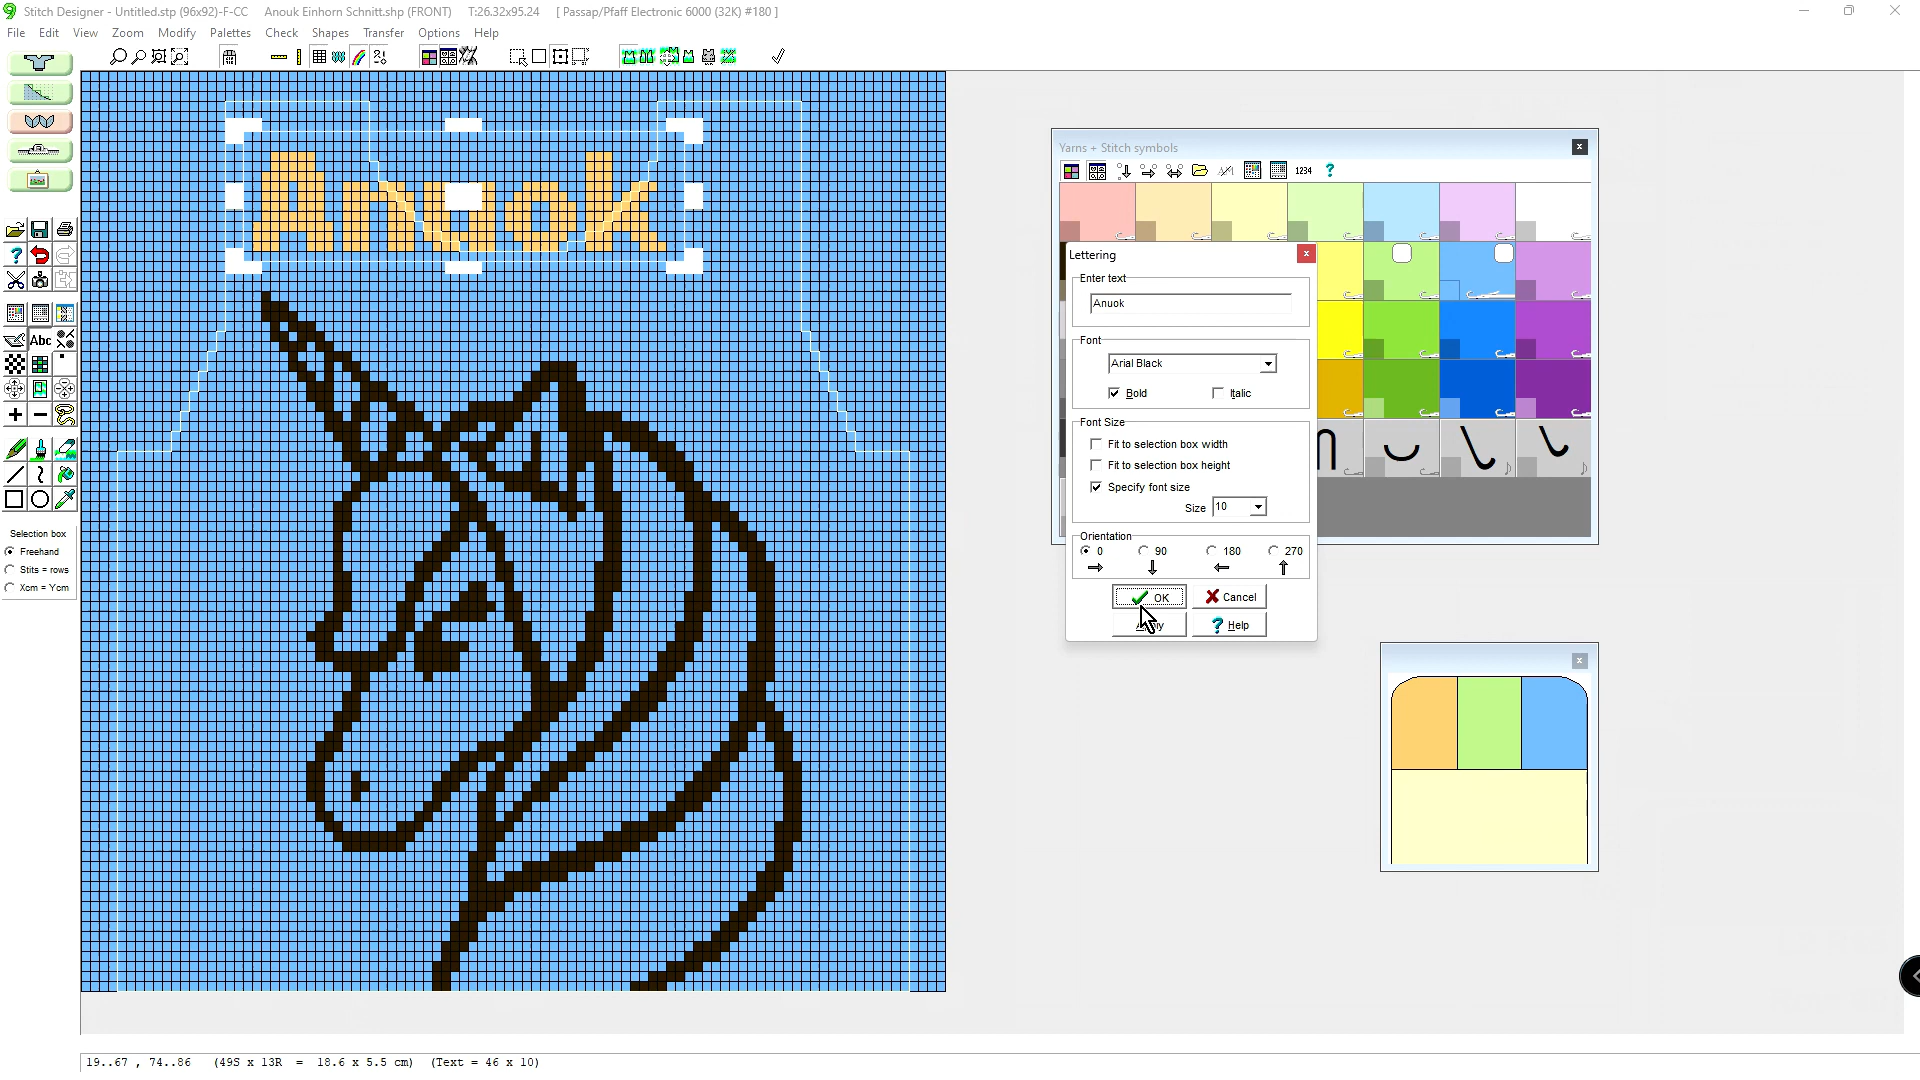 Stitch Designer - Untitled.stp (96x92)-F-CC Anouk Einhorn Schnitt.shp (FRONT) T:26.32x95.24 [ Passap/Pfaff Electronic 6000 (32K) #180 ]
File Edit View Zoom Modify Palettes Check Shapes Transfer Options Help
Yarns + Stitch symbols
1234
Anuok
Lettering
Enter text
Anuok
Font
Arial Black
Bold Italic
Font Size
Fit to selection box width
Fit to selection box height
Specify font size
Size 10
Orientation
0 90 180 270
OK Cancel
Help
Abc
Selection box
Freehand
Stits = rows
Xcm = Ycm
19..67 , 74..86 (49S x 13R = 18.6 x 5.5 cm) (Text = 46 x 10)